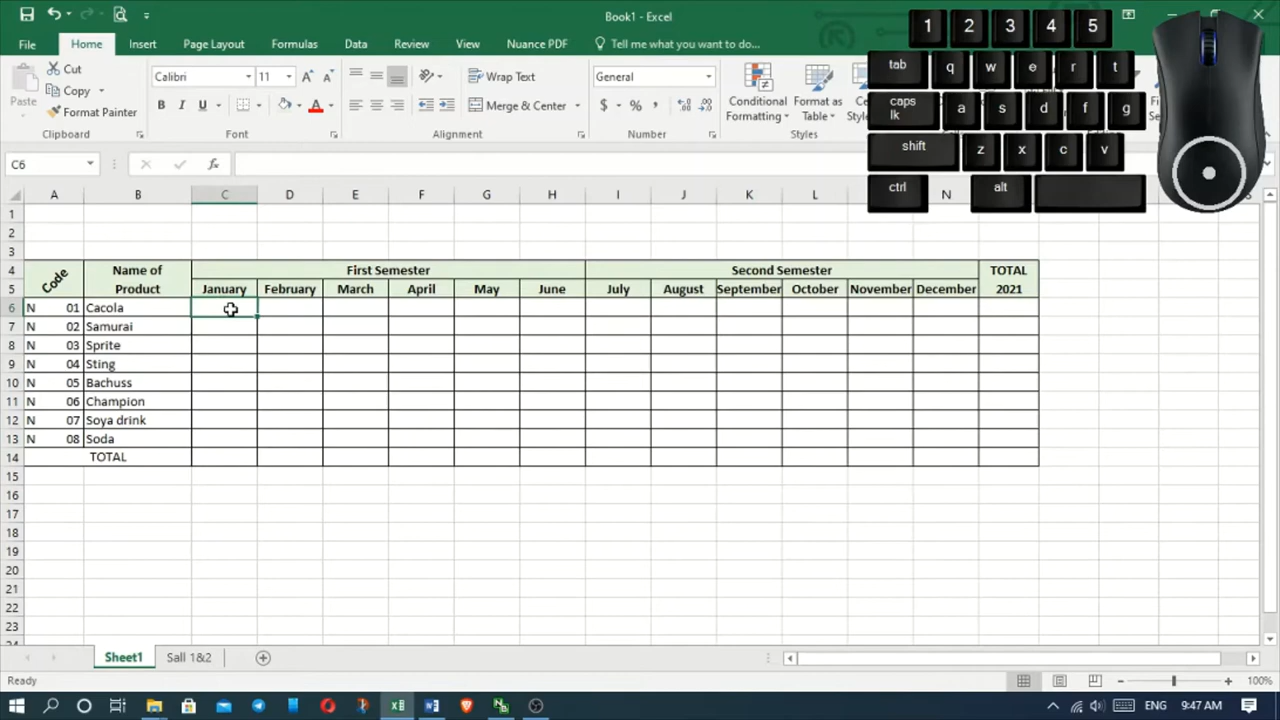 Book1 - Excel
1 2 3 4 5
File Home Insert Page Layout Formulas Data Review View Nuance PDF Tell me what you want to do...
tab q w e r t
Cut
Copy
Format Painter
Paste
Calibri 11
B I U
Wrap Text
Merge & Center
General
$ % ,
Conditional Formatting
Format as Table
caps lk a s d f g
Clipboard Font Alignment Number Styles
shift z x c v
C6 fx
ctrl alt
A B C D E F G H I J K L N
1
2
3
4 Code Name of First Semester Second Semester TOTAL
5 Product January February March April May June July August September October November December 2021
6 N 01 Cacola
7 N 02 Samurai
8 N 03 Sprite
9 N 04 Sting
10 N 05 Bachuss
11 N 06 Champion
12 N 07 Soya drink
13 N 08 Soda
14 TOTAL
15
16
17
18
19
20
21
22
23
Sheet1 Sall 1&2
Ready 100%
ENG 9:47 AM